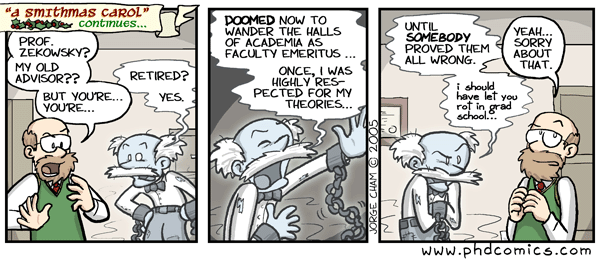 "a smithmas carol"
continues...
PROF.
ZEKOWSKY?
MY OLD
ADVISOR??
BUT YOU'RE...
YOU'RE...
RETIRED?
YES.
DOOMED NOW TO
WANDER THE HALLS
OF ACADEMIA AS
FACULTY EMERITUS ...
ONCE, I WAS
HIGHLY RES-
PECTED FOR MY
THEORIES...
JORGE CHAM © 2005
UNTIL
SOMEBODY
PROVED THEM
ALL WRONG.
YEAH...
SORRY
ABOUT
THAT.
i should
have let you
rot in grad
school...
www.phdcomics.com